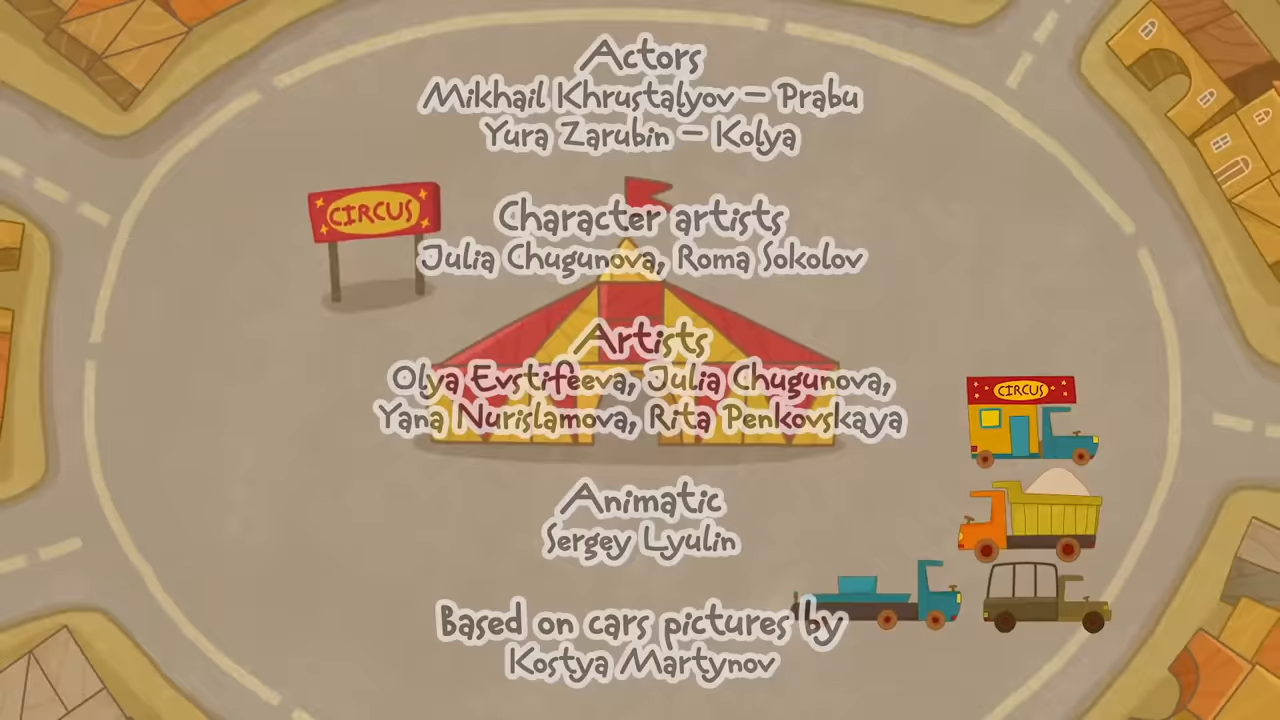 Actors
Mikhail Khrustalyov – Prabu
Yura Zarubin – Kolya
CIRCUS
Character artists
Julia Chugunova, Roma Sokolov
Artists
Olya Evstifeeva, Julia Chugunova,
Yana Nurislamova, Rita Penkovskaya
CIRCUS
Animatic
Sergey Lyulin
Based on cars pictures by
Kostya Martynov